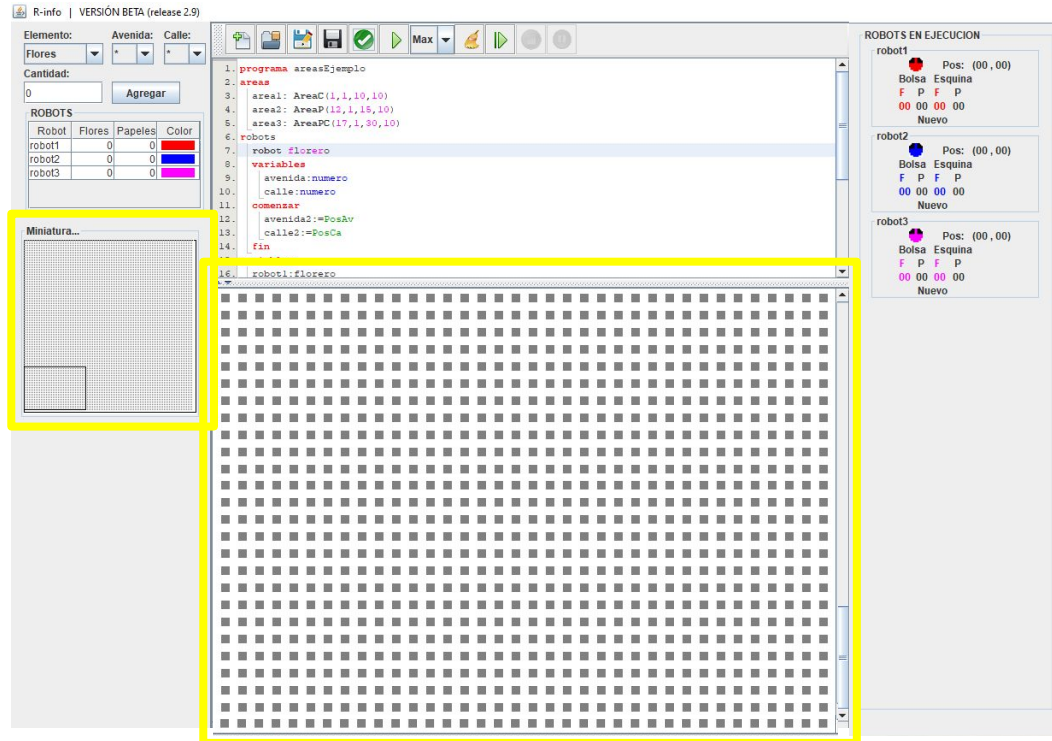 R-info | VERSIÓN BETA (release 2.9)
Elemento: Avenida: Calle:
Flores * *
Cantidad:
0 Agregar
ROBOTS
Robot Flores Papeles Color
robot1 0 0
robot2 0 0
robot3 0 0
Miniatura...
Max
1. programa areasEjemplo
2. areas
3. area1: AreaC(1,1,10,10)
4. area2: AreaP(12,1,15,10)
5. area3: AreaPC(17,1,30,10)
6. robots
7. robot florero
8. variables
9. avenida:numero
10. calle:numero
11. comenzar
12. avenida2:=PosAv
13. calle2:=PosCa
14. fin
16. robot1:florero
ROBOTS EN EJECUCION
robot1
Pos: (00 , 00)
Bolsa Esquina
F P F P
00 00 00 00
Nuevo
robot2
Pos: (00 , 00)
Bolsa Esquina
F P F P
00 00 00 00
Nuevo
robot3
Pos: (00 , 00)
Bolsa Esquina
F P F P
00 00 00 00
Nuevo